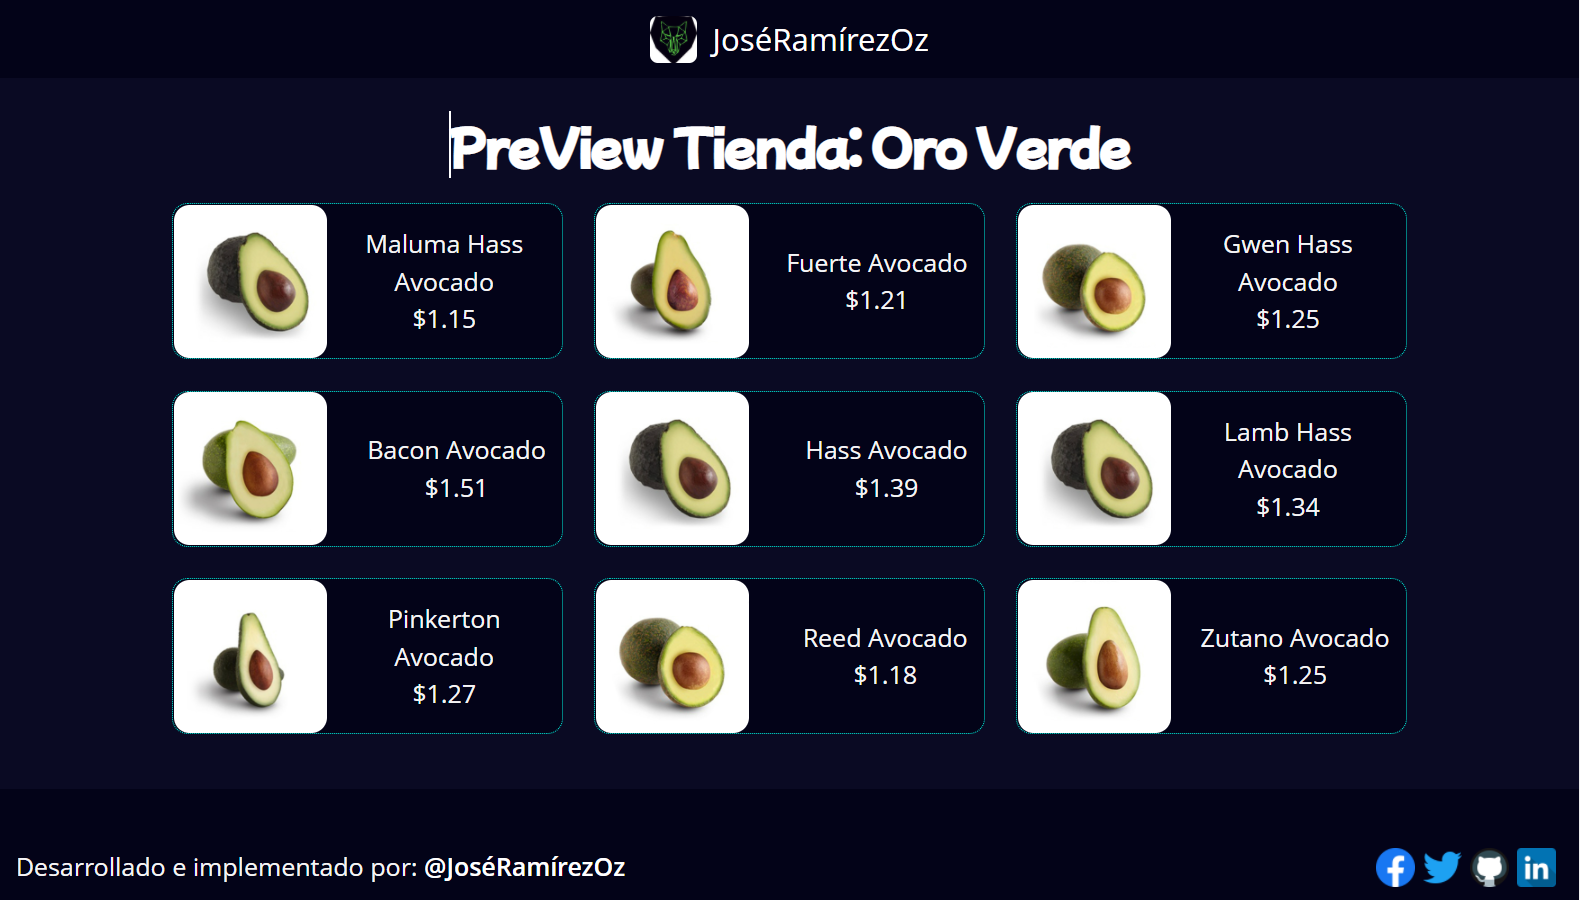 JoséRamírezOz
PreView Tienda: Oro Verde
Maluma Hass
Avocado
$1.15
Fuerte Avocado
$1.21
Gwen Hass
Avocado
$1.25
Bacon Avocado
$1.51
Hass Avocado
$1.39
Lamb Hass
Avocado
$1.34
Pinkerton
Avocado
$1.27
Reed Avocado
$1.18
Zutano Avocado
$1.25
Desarrollado e implementado por: @JoséRamírezOz
in